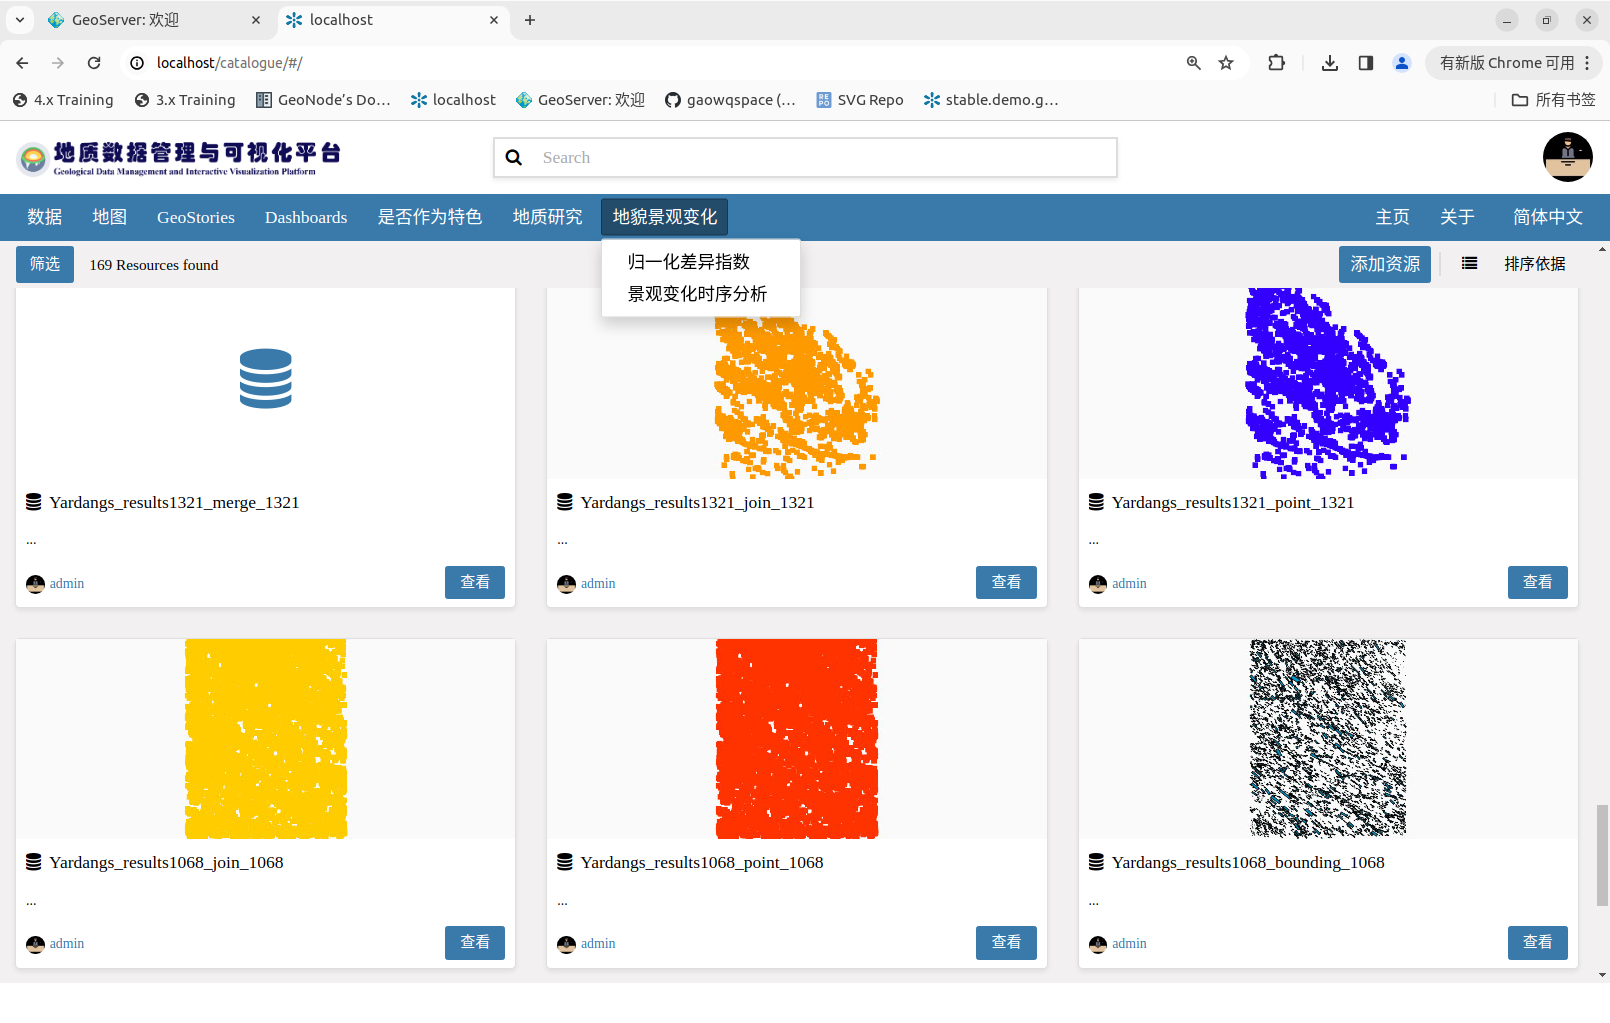 GeoServer: 欢迎
localhost
localhost/catalogue/#/
有新版 Chrome 可用
4.x Training
3.x Training
GeoNode's Do…
localhost
GeoServer: 欢迎
gaowqspace (…
SVG Repo
stable.demo.g…
所有书签
地质数据管理与可视化平台
Geological Data Management and Interactive Visualization Platform
Search
数据
地图
GeoStories
Dashboards
是否作为特色
地质研究
地貌景观变化
主页
关于
简体中文
归一化差异指数
景观变化时序分析
筛选
169 Resources found
添加资源
排序依据
Yardangs_results1321_merge_1321
...
admin
查看
Yardangs_results1321_join_1321
...
admin
查看
Yardangs_results1321_point_1321
...
admin
查看
Yardangs_results1068_join_1068
...
admin
查看
Yardangs_results1068_point_1068
...
admin
查看
Yardangs_results1068_bounding_1068
...
admin
查看